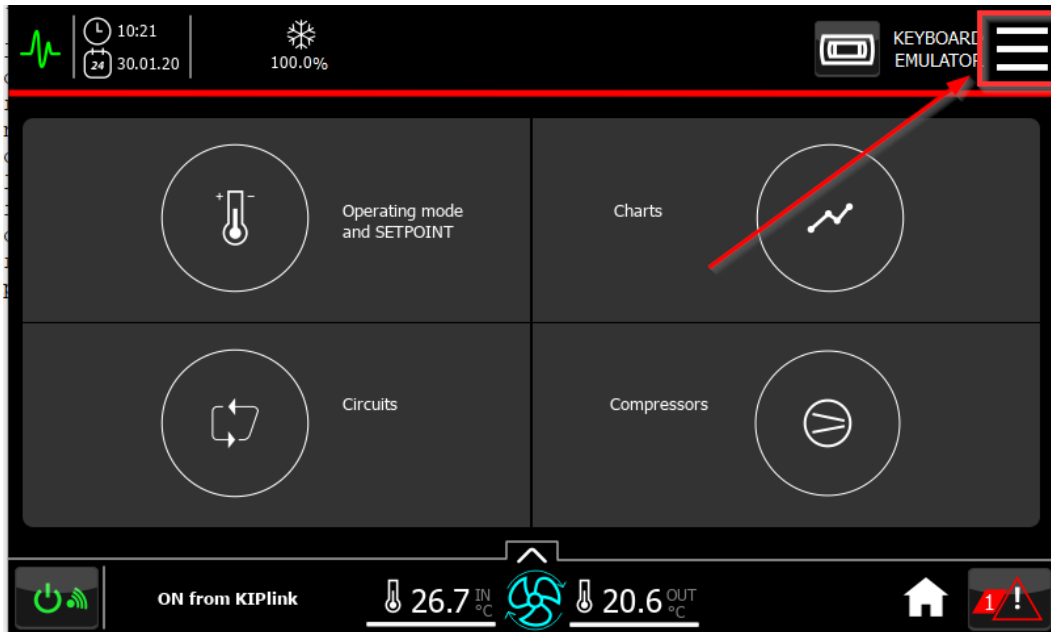 10:21
24 30.01.20
100.0%
KEYBOARD
EMULATOR
Operating mode
and SETPOINT
Charts
Circuits
Compressors
ON from KIPlink
26.7 IN
°C
20.6 OUT
°C
1
!